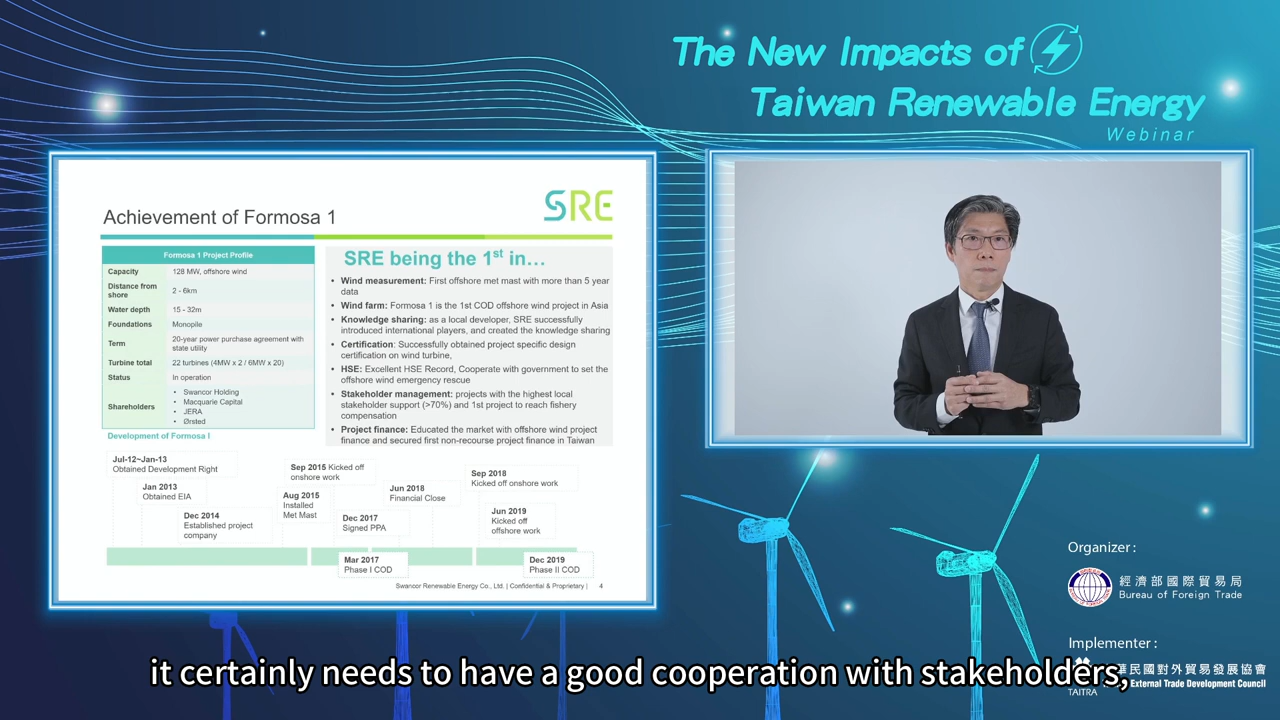 The New Impacts of
Taiwan Renewable Energy
Webinar
SRE
Achievement of Formosa 1
Formosa 1 Project Profile
Capacity 128 MW, offshore wind
Distance from shore 2 - 6km
Water depth 15 - 32m
Foundations Monopile
Term 20-year power purchase agreement with
state utility
Turbine total 22 turbines (4MW x 2 / 6MW x 20)
Status In operation
Shareholders
• Swancor Holding
• Macquarie Capital
• JERA
• Ørsted
SRE being the 1st in…
• Wind measurement: First offshore met mast with more than 5 year
data
• Wind farm: Formosa 1 is the 1st COD offshore wind project in Asia
• Knowledge sharing: as a local developer, SRE successfully
introduced international players, and created the knowledge sharing
• Certification: Successfully obtained project specific design
certification on wind turbine,
• HSE: Excellent HSE Record, Cooperate with government to set the
offshore wind emergency rescue
• Stakeholder management: projects with the highest local
stakeholder support (>70%) and 1st project to reach fishery
compensation
• Project finance: Educated the market with offshore wind project
finance and secured first non-recourse project finance in Taiwan
Development of Formosa I
Jul-12~Jan-13
Obtained Development Right
Jan 2013
Obtained EIA
Dec 2014
Established project
company
Sep 2015 Kicked off
onshore work
Aug 2015
Installed
Met Mast
Dec 2017
Signed PPA
Mar 2017
Phase I COD
Jun 2018
Financial Close
Sep 2018
Kicked off onshore work
Jun 2019
Kicked off
offshore work
Dec 2019
Phase II COD
Swancor Renewable Energy Co., Ltd. | Confidential & Proprietary | 4
Organizer :
經濟部國際貿易局
Bureau of Foreign Trade
Implementer :
華民國對外貿易發展協會
External Trade Development Council
TAITRA
it certainly needs to have a good cooperation with stakeholders,